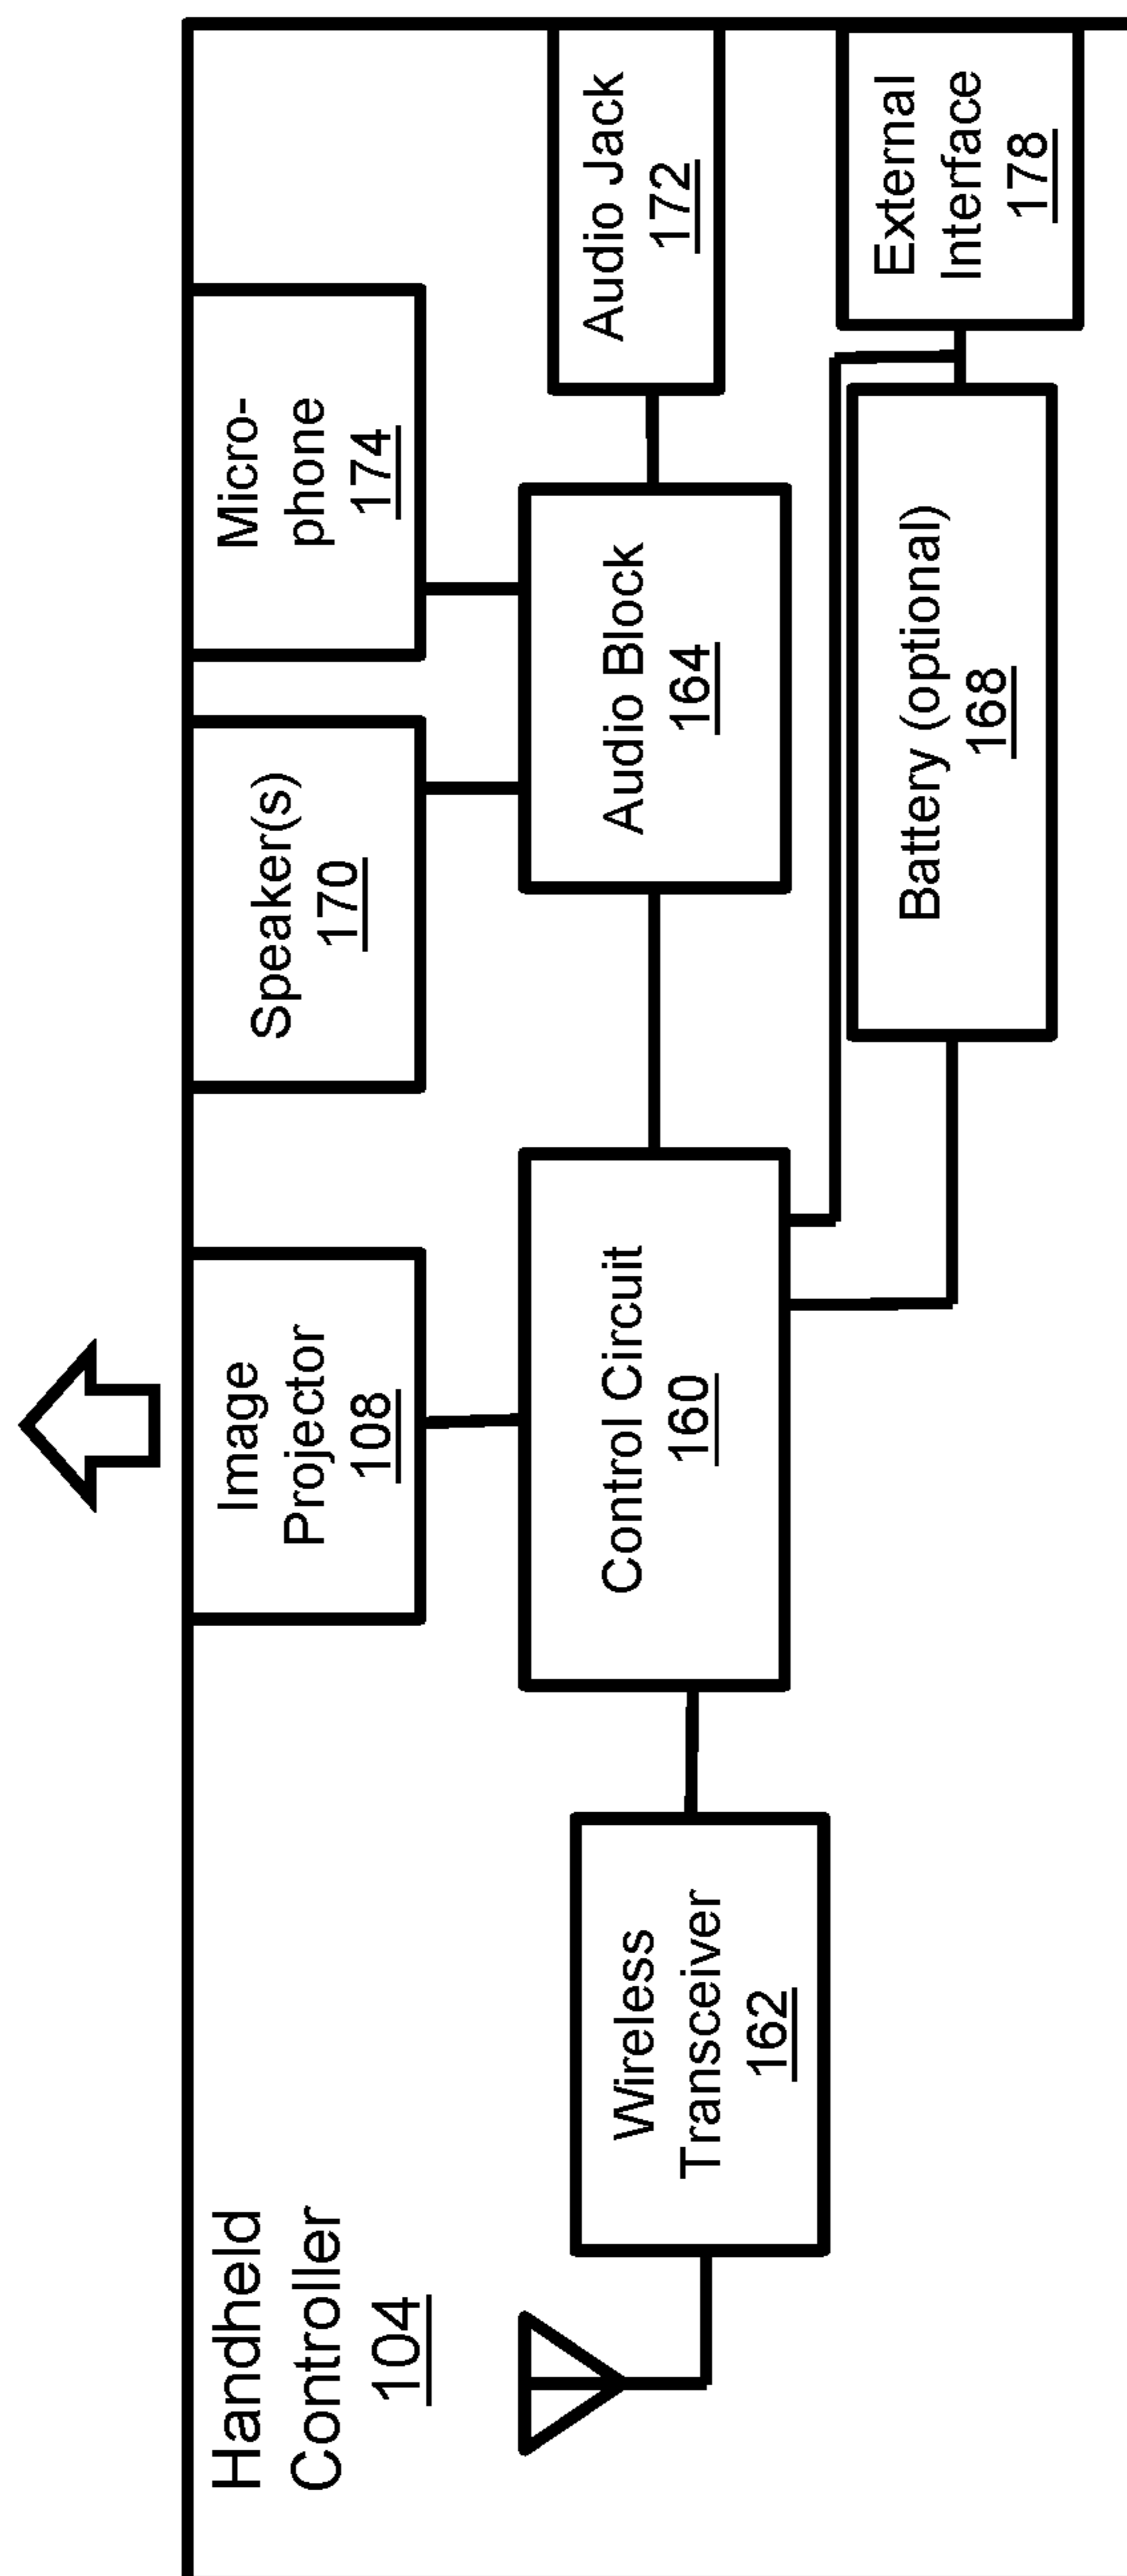 Handheld
Controller
104
Image
Projector
108
Speaker(s)
170
Micro-
phone
174
Wireless
Transceiver
162
Control Circuit
160
Audio Block
164
Audio Jack
172
Battery (optional)
168
External
Interface
178